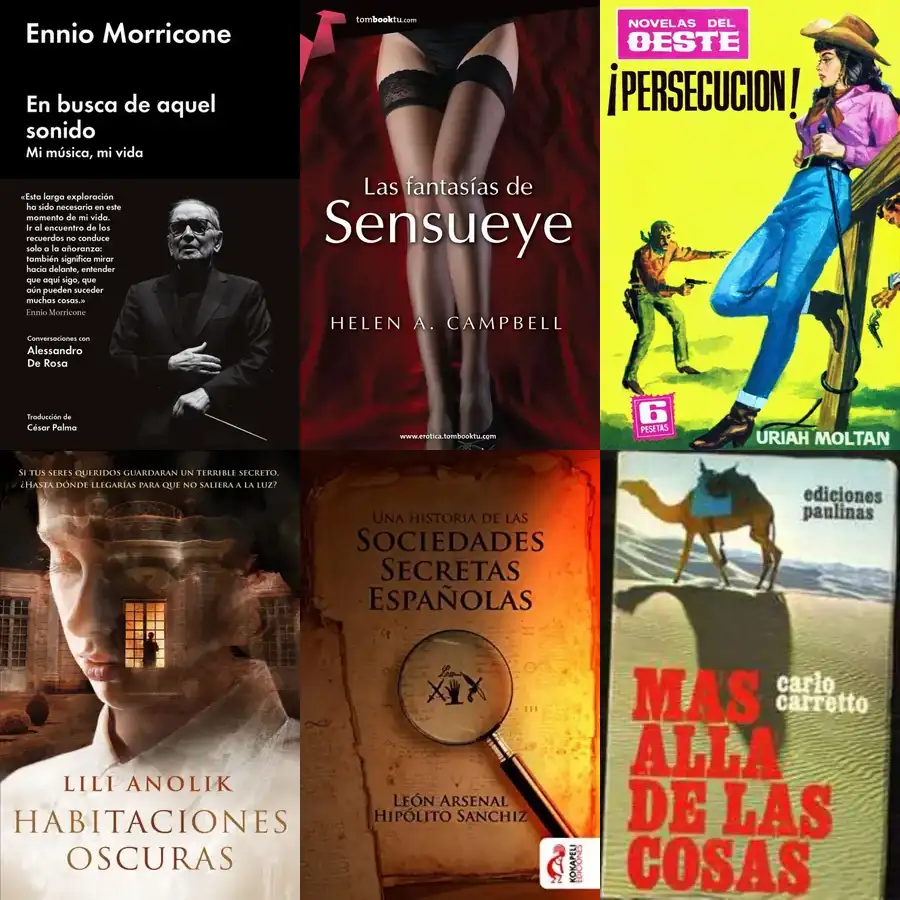 Ennio Morricone
En busca de aquel
sonido
Mi música, mi vida
«Esta larga exploración
ha sido necesaria en este
momento de mi vida.
Ir al encuentro de los
recuerdos no conduce
solo a la añoranza:
también significa mirar
hacia delante, entender
que aquí sigo, que
aún pueden suceder
muchas cosas.»
Ennio Morricone
Conversaciones con
Alessandro
De Rosa
Traducción de
César Palma
tombooktu.com
Las fantasías de
Sensueye
HELEN A. CAMPBELL
www.erotica.tombooktu.com
NOVELAS DEL
OESTE
¡PERSECUCION!
6
PESETAS
URIAH MOLTAN
SI TUS SERES QUERIDOS GUARDARAN UN TERRIBLE SECRETO,
¿HASTA DÓNDE LLEGARÍAS PARA QUE NO SALIERA A LA LUZ?
LILI ANOLIK
HABITACIONES
OSCURAS
UNA HISTORIA DE LAS
SOCIEDADES
SECRETAS
ESPAÑOLAS
LEÓN ARSENAL
HIPÓLITO SANCHIZ
KOKAPELI
EDICIONES
ediciones
paulinas
MAS
ALLA
DE LAS
COSAS
carlo
carretto